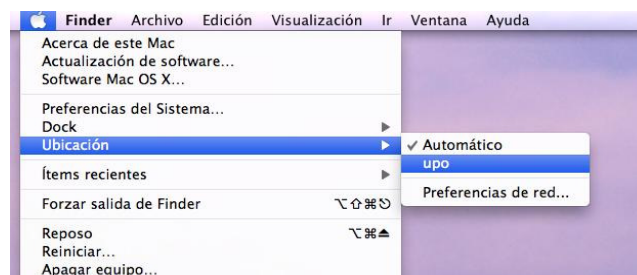 Finder Archivo Edición Visualización Ir Ventana Ayuda
Acerca de este Mac
Actualización de software...
Software Mac OS X...
Preferencias del Sistema...
Dock
Ubicación
Ítems recientes
Forzar salida de Finder ⌥⇧⌘⎋
Reposo ⌥⌘⏏
Reiniciar...
Apagar equipo...
✓ Automático
upo
Preferencias de red...